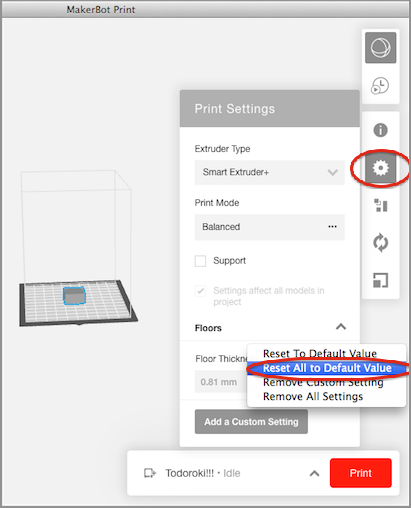 MakerBot Print
Print Settings
Extruder Type
Smart Extruder+
Print Mode
Balanced
Support
Settings affect all models in
project
Floors
Floor Thickne
0.81 mm
Reset To Default Value
Reset All to Default Value
Remove Custom Setting
Remove All Settings
Add a Custom Setting
Todoroki!!! • Idle
Print